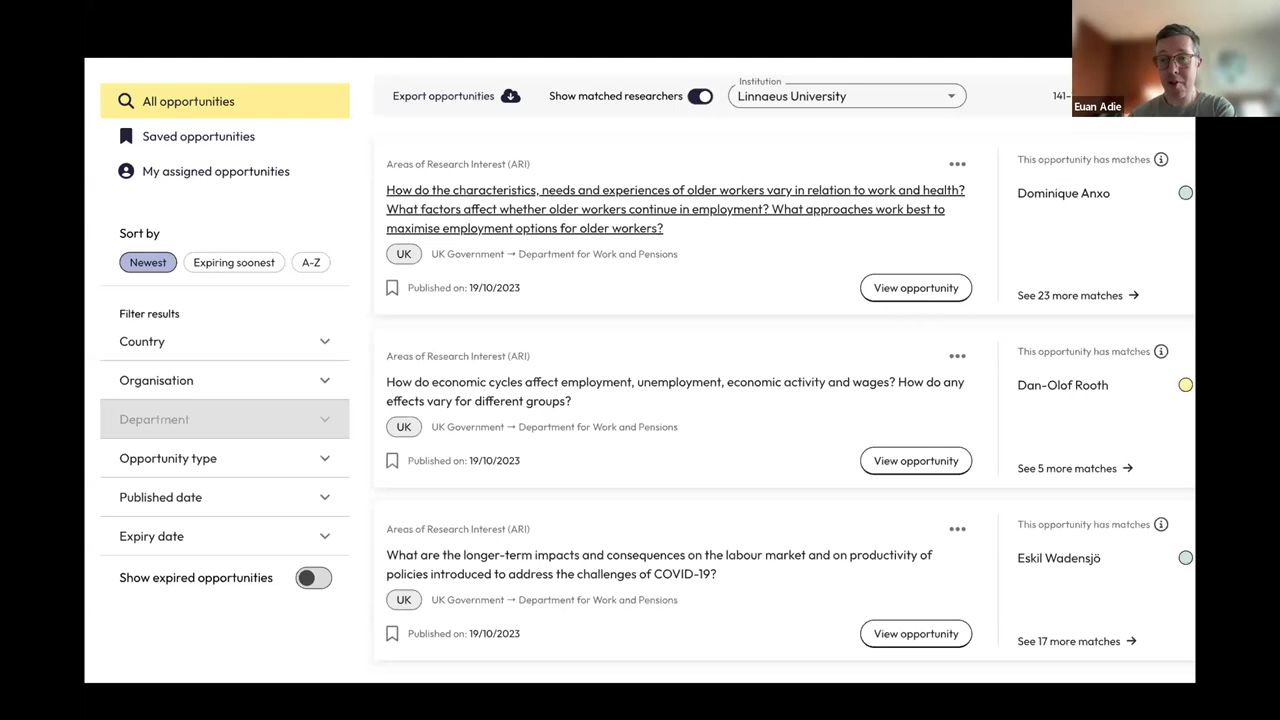 All opportunities
Saved opportunities
My assigned opportunities
Sort by
Newest
Expiring soonest
A-Z
Filter results
Country
Organisation
Department
Opportunity type
Published date
Expiry date
Show expired opportunities
Export opportunities
Show matched researchers
Institution
Linnaeus University
141-
Euan Adie
Areas of Research Interest (ARI)
How do the characteristics, needs and experiences of older workers vary in relation to work and health?
What factors affect whether older workers continue in employment? What approaches work best to
maximise employment options for older workers?
UK
UK Government → Department for Work and Pensions
Published on: 19/10/2023
View opportunity
This opportunity has matches
Dominique Anxo
See 23 more matches →
Areas of Research Interest (ARI)
How do economic cycles affect employment, unemployment, economic activity and wages? How do any
effects vary for different groups?
UK
UK Government → Department for Work and Pensions
Published on: 19/10/2023
View opportunity
This opportunity has matches
Dan-Olof Rooth
See 5 more matches →
Areas of Research Interest (ARI)
What are the longer-term impacts and consequences on the labour market and on productivity of
policies introduced to address the challenges of COVID-19?
UK
UK Government → Department for Work and Pensions
Published on: 19/10/2023
View opportunity
This opportunity has matches
Eskil Wadensjö
See 17 more matches →